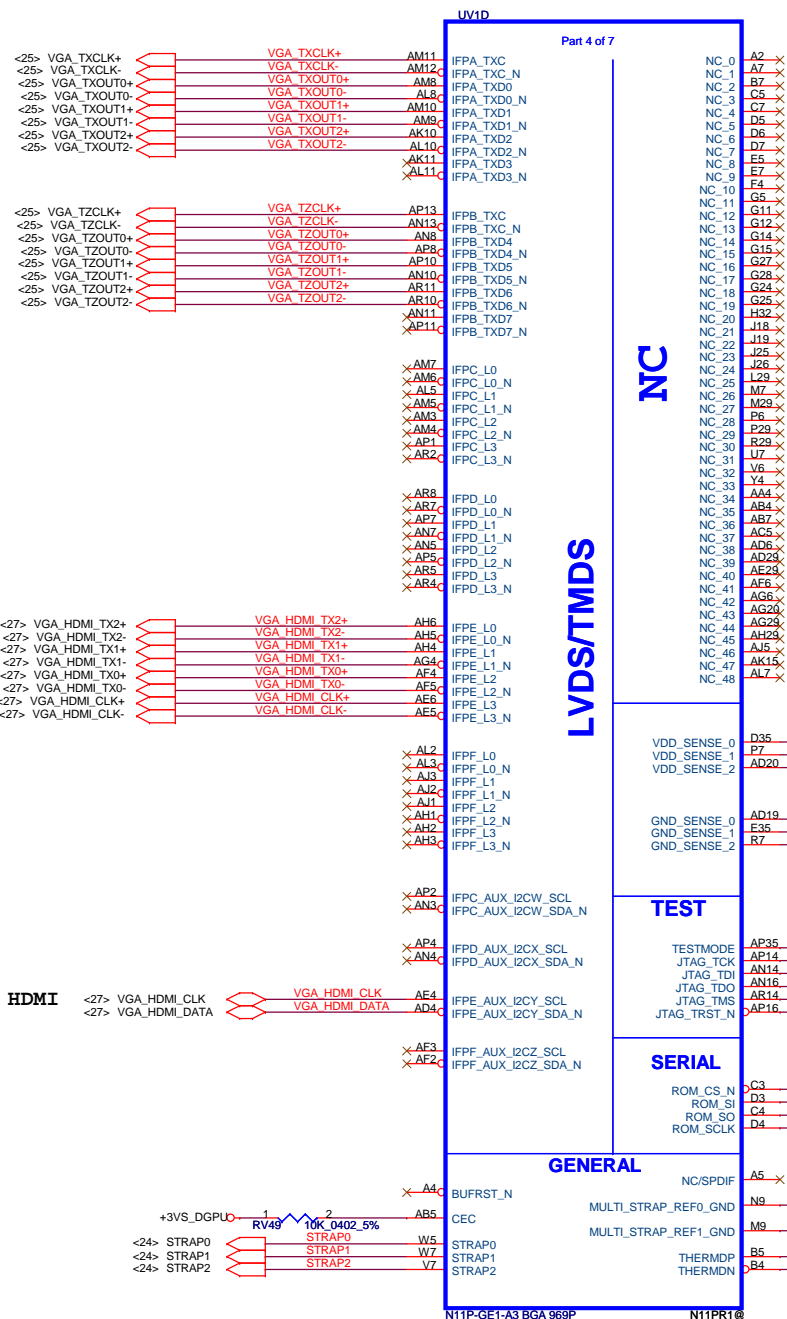 UV1D
Part 4 of 7
<25> VGA_TXCLK+ VGA_TXCLK+ AM11 IFPA_TXC
<25> VGA_TXCLK- VGA_TXCLK- AM12 IFPA_TXC_N
<25> VGA_TXOUT0+ VGA_TXOUT0+ AM8 IFPA_TXD0
<25> VGA_TXOUT0- VGA_TXOUT0- AL8 IFPA_TXD0_N
<25> VGA_TXOUT1+ VGA_TXOUT1+ AM10 IFPA_TXD1
<25> VGA_TXOUT1- VGA_TXOUT1- AM9 IFPA_TXD1_N
<25> VGA_TXOUT2+ VGA_TXOUT2+ AK10 IFPA_TXD2
<25> VGA_TXOUT2- VGA_TXOUT2- AL10 IFPA_TXD2_N
AK11 IFPA_TXD3
AL11 IFPA_TXD3_N
<25> VGA_TZCLK+ VGA_TZCLK+ AP13 IFPB_TXC
<25> VGA_TZCLK- VGA_TZCLK- AN13 IFPB_TXC_N
<25> VGA_TZOUT0+ VGA_TZOUT0+ AN8 IFPB_TXD4
<25> VGA_TZOUT0- VGA_TZOUT0- AP8 IFPB_TXD4_N
<25> VGA_TZOUT1+ VGA_TZOUT1+ AP10 IFPB_TXD5
<25> VGA_TZOUT1- VGA_TZOUT1- AN10 IFPB_TXD5_N
<25> VGA_TZOUT2+ VGA_TZOUT2+ AR11 IFPB_TXD6
<25> VGA_TZOUT2- VGA_TZOUT2- AR10 IFPB_TXD6_N
AN11 IFPB_TXD7
AP11 IFPB_TXD7_N
AM7 IFPC_L0
AM6 IFPC_L0_N
AL5 IFPC_L1
AM5 IFPC_L1_N
AM3 IFPC_L2
AM4 IFPC_L2_N
AP1 IFPC_L3
AR2 IFPC_L3_N
AR8 IFPD_L0
AR7 IFPD_L0_N
AP7 IFPD_L1
AN7 IFPD_L1_N
AN5 IFPD_L2
AP5 IFPD_L2_N
AR5 IFPD_L3
AR4 IFPD_L3_N
<27> VGA_HDMI_TX2+ VGA_HDMI_TX2+ AH6 IFPE_L0
<27> VGA_HDMI_TX2- VGA_HDMI_TX2- AH5 IFPE_L0_N
<27> VGA_HDMI_TX1+ VGA_HDMI_TX1+ AH4 IFPE_L1
<27> VGA_HDMI_TX1- VGA_HDMI_TX1- AG4 IFPE_L1_N
<27> VGA_HDMI_TX0+ VGA_HDMI_TX0+ AF4 IFPE_L2
<27> VGA_HDMI_TX0- VGA_HDMI_TX0- AF5 IFPE_L2_N
<27> VGA_HDMI_CLK+ VGA_HDMI_CLK+ AE6 IFPE_L3
<27> VGA_HDMI_CLK- VGA_HDMI_CLK- AE5 IFPE_L3_N
AL2 IFPF_L0
AL3 IFPF_L0_N
AJ3 IFPF_L1
AJ2 IFPF_L1_N
AJ1 IFPF_L2
AH1 IFPF_L2_N
AH2 IFPF_L3
AH3 IFPF_L3_N
AP2 IFPC_AUX_I2CW_SCL
AN3 IFPC_AUX_I2CW_SDA_N
AP4 IFPD_AUX_I2CX_SCL
AN4 IFPD_AUX_I2CX_SDA_N
HDMI
<27> VGA_HDMI_CLK VGA_HDMI_CLK AE4 IFPE_AUX_I2CY_SCL
<27> VGA_HDMI_DATA VGA_HDMI_DATA AD4 IFPE_AUX_I2CY_SDA_N
AF3 IFPF_AUX_I2CZ_SCL
AF2 IFPF_AUX_I2CZ_SDA_N
LVDS/TMDS
NC
NC_0 A2
NC_1 A7
NC_2 B7
NC_3 C5
NC_4 C7
NC_5 D5
NC_6 D6
NC_7 D7
NC_8 E5
NC_9 E7
NC_10 F4
NC_11 G5
NC_12 G11
NC_13 G12
NC_14 G14
NC_15 G15
NC_16 G27
NC_17 G28
NC_18 G24
NC_19 G25
NC_20 H32
NC_21 J18
NC_22 J19
NC_23 J25
NC_24 J26
NC_25 L29
NC_26 M7
NC_27 M29
NC_28 P6
NC_29 P29
NC_30 R29
NC_31 U7
NC_32 V6
NC_33 Y4
NC_34 AA4
NC_35 AB4
NC_36 AB7
NC_37 AC5
NC_38 AD6
NC_39 AD29
NC_40 AE29
NC_41 AF6
NC_42 AG6
NC_43 AG20
NC_44 AG29
NC_45 AH29
NC_46 AJ5
NC_47 AK15
NC_48 AL7
VDD_SENSE_0 D35
VDD_SENSE_1 P7
VDD_SENSE_2 AD20
GND_SENSE_0 AD19
GND_SENSE_1 E35
GND_SENSE_2 R7
TEST
TESTMODE AP35
JTAG_TCK AP14
JTAG_TDI AN14
JTAG_TDO AN16
JTAG_TMS AR14
JTAG_TRST_N AP16
SERIAL
ROM_CS_N C3
ROM_SI D3
ROM_SO C4
ROM_SCLK D4
GENERAL
A4 BUFRST_N
+3VS_DGPU 1 RV49 2 10K_0402_5% AB5 CEC
<24> STRAP0 STRAP0 W5 STRAP0
<24> STRAP1 STRAP1 W7 STRAP1
<24> STRAP2 STRAP2 V7 STRAP2
NC/SPDIF A5
MULTI_STRAP_REF0_GND N9
MULTI_STRAP_REF1_GND M9
THERMDP B5
THERMDN B4
N11P-GE1-A3 BGA 969P
N11PR1@